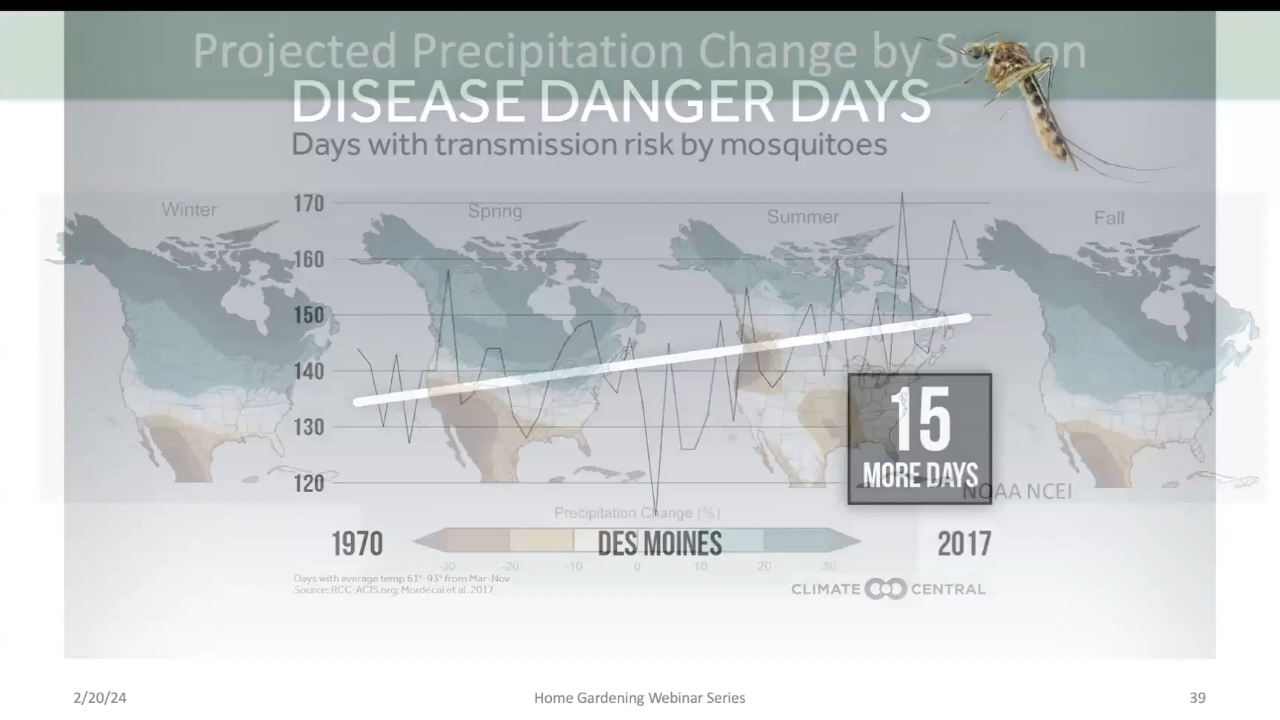 Projected Precipitation Change by Season
DISEASE DANGER DAYS
Days with transmission risk by mosquitoes
Winter
Spring
Summer
Fall
170
160
150
140
130
120
15
MORE DAYS
NOAA NCEI
Precipitation Change (%)
1970
DES MOINES
2017
-30 -20 -10 0 10 20 30
Days with average temp 61°-93° from Mar-Nov
Source: RCC-ACIS.org; Mordecai et al. 2017
CLIMATE CENTRAL
2/20/24
Home Gardening Webinar Series
39